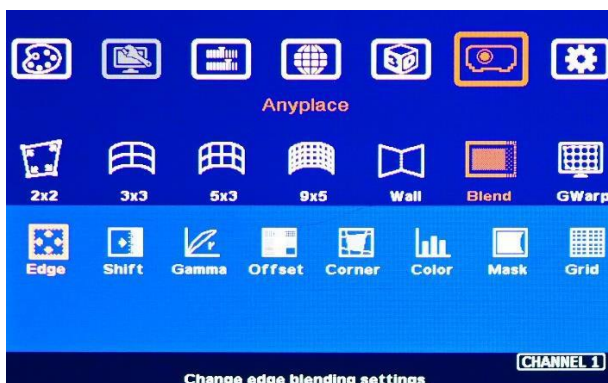 Anyplace
2x2 3x3 5x3 9x5 Wall Blend GWarp
Edge Shift Gamma Offset Corner Color Mask Grid
CHANNEL 1
Change edge blending settings